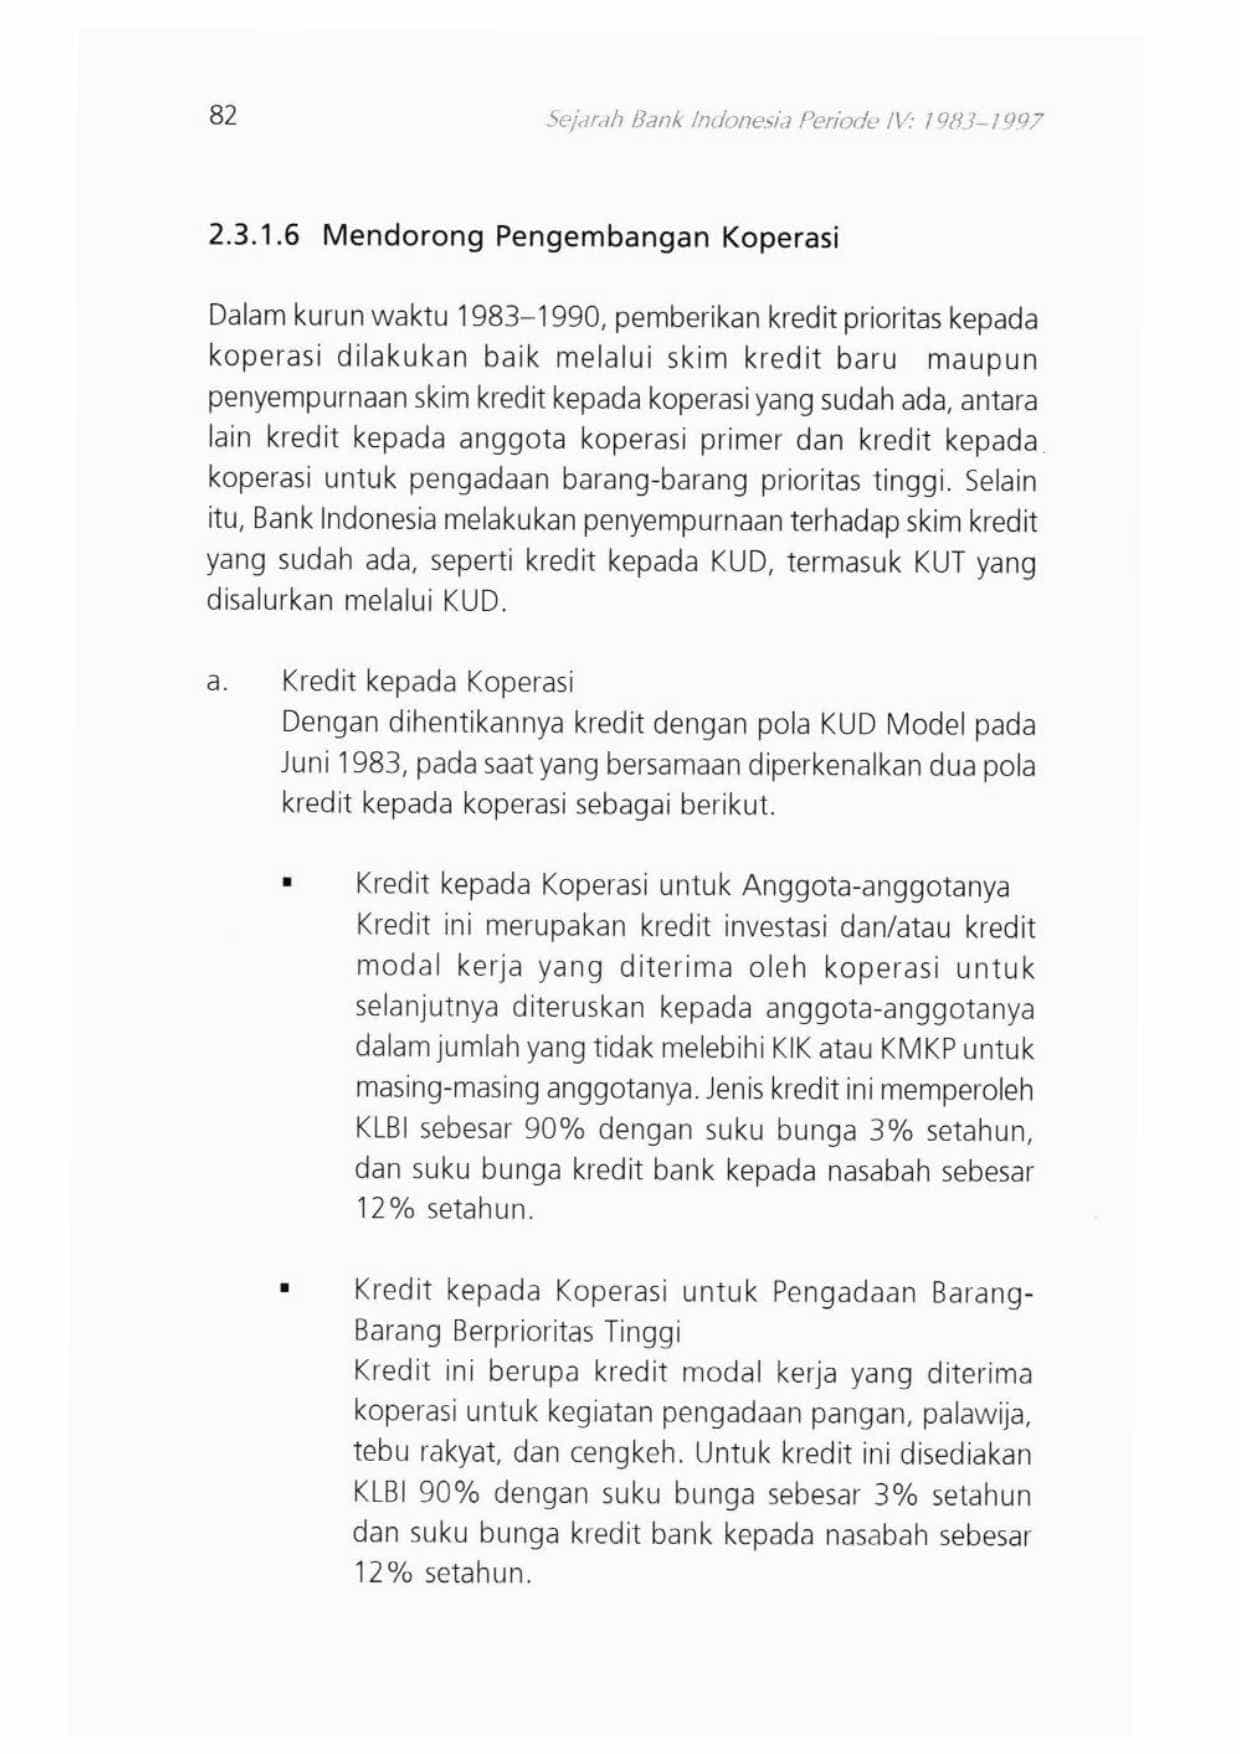 82
Sejarah Bank Indonesia Periode IV: 1983–1997
2.3.1.6 Mendorong Pengembangan Koperasi
Dalam kurun waktu 1983–1990, pemberikan kredit prioritas kepada
koperasi dilakukan baik melalui skim kredit baru maupun
penyempurnaan skim kredit kepada koperasi yang sudah ada, antara
lain kredit kepada anggota koperasi primer dan kredit kepada
koperasi untuk pengadaan barang-barang prioritas tinggi. Selain
itu, Bank Indonesia melakukan penyempurnaan terhadap skim kredit
yang sudah ada, seperti kredit kepada KUD, termasuk KUT yang
disalurkan melalui KUD.
a. Kredit kepada Koperasi
Dengan dihentikannya kredit dengan pola KUD Model pada
Juni 1983, pada saat yang bersamaan diperkenalkan dua pola
kredit kepada koperasi sebagai berikut.
▪ Kredit kepada Koperasi untuk Anggota-anggotanya
Kredit ini merupakan kredit investasi dan/atau kredit
modal kerja yang diterima oleh koperasi untuk
selanjutnya diteruskan kepada anggota-anggotanya
dalam jumlah yang tidak melebihi KIK atau KMKP untuk
masing-masing anggotanya. Jenis kredit ini memperoleh
KLBI sebesar 90% dengan suku bunga 3% setahun,
dan suku bunga kredit bank kepada nasabah sebesar
12% setahun.
▪ Kredit kepada Koperasi untuk Pengadaan Barang-
Barang Berprioritas Tinggi
Kredit ini berupa kredit modal kerja yang diterima
koperasi untuk kegiatan pengadaan pangan, palawija,
tebu rakyat, dan cengkeh. Untuk kredit ini disediakan
KLBI 90% dengan suku bunga sebesar 3% setahun
dan suku bunga kredit bank kepada nasabah sebesar
12% setahun.